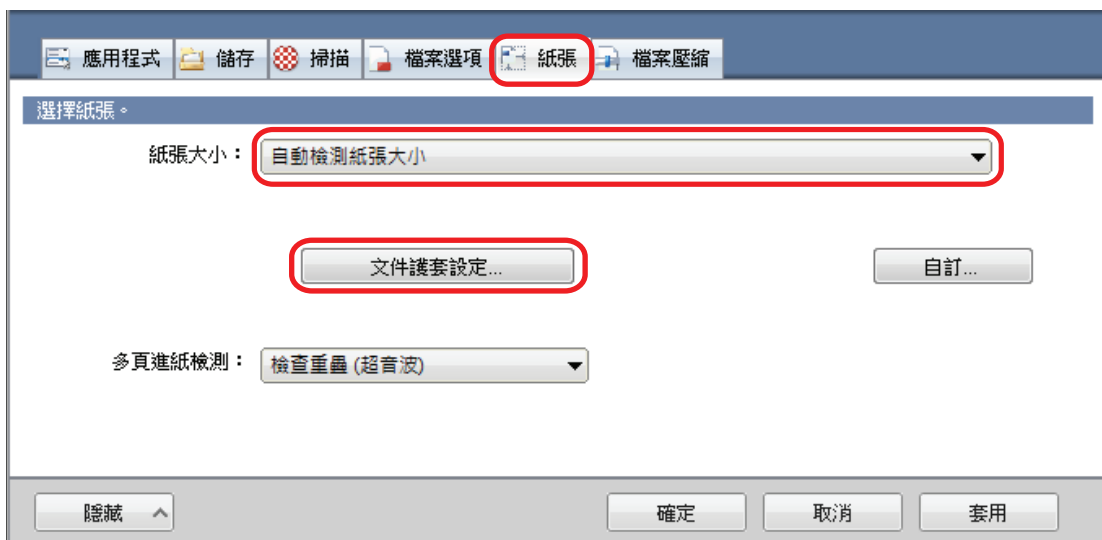 應用程式 儲存 掃描 檔案選項 紙張 檔案壓縮
選擇紙張。
紙張大小： 自動檢測紙張大小
文件護套設定... 自訂...
多頁進紙檢測： 檢查重疊 (超音波)
隱藏 確定 取消 套用